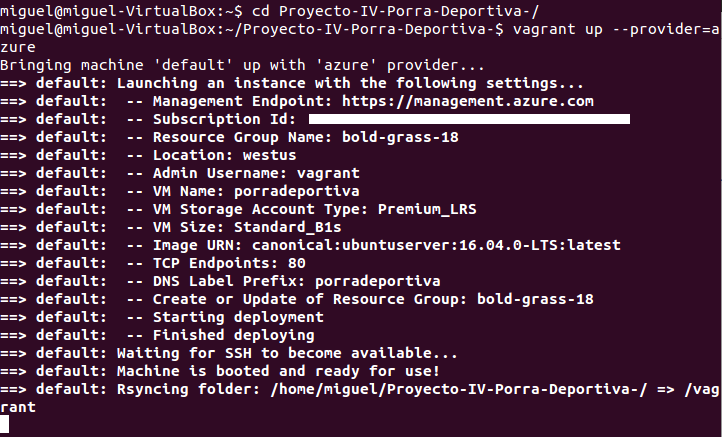 miguel@miguel-VirtualBox:~$ cd Proyecto-IV-Porra-Deportiva-/
miguel@miguel-VirtualBox:~/Proyecto-IV-Porra-Deportiva-$ vagrant up --provider=a
zure
Bringing machine 'default' up with 'azure' provider...
==> default: Launching an instance with the following settings...
==> default:  -- Management Endpoint: https://management.azure.com
==> default:  -- Subscription Id:
==> default:  -- Resource Group Name: bold-grass-18
==> default:  -- Location: westus
==> default:  -- Admin Username: vagrant
==> default:  -- VM Name: porradeportiva
==> default:  -- VM Storage Account Type: Premium_LRS
==> default:  -- VM Size: Standard_B1s
==> default:  -- Image URN: canonical:ubuntuserver:16.04.0-LTS:latest
==> default:  -- TCP Endpoints: 80
==> default:  -- DNS Label Prefix: porradeportiva
==> default:  -- Create or Update of Resource Group: bold-grass-18
==> default:  -- Starting deployment
==> default:  -- Finished deploying
==> default: Waiting for SSH to become available...
==> default: Machine is booted and ready for use!
==> default: Rsyncing folder: /home/miguel/Proyecto-IV-Porra-Deportiva-/ => /vag
rant